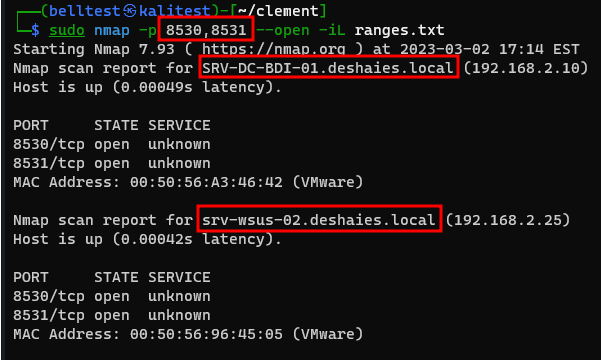 ┌──(belltest㉿kalitest)-[~/clement]
└─$ sudo nmap -p 8530,8531 --open -iL ranges.txt
Starting Nmap 7.93 ( https://nmap.org ) at 2023-03-02 17:14 EST
Nmap scan report for SRV-DC-BDI-01.deshaies.local (192.168.2.10)
Host is up (0.00049s latency).
PORT     STATE SERVICE
8530/tcp open  unknown
8531/tcp open  unknown
MAC Address: 00:50:56:A3:46:42 (VMware)
Nmap scan report for srv-wsus-02.deshaies.local (192.168.2.25)
Host is up (0.00042s latency).
PORT     STATE SERVICE
8530/tcp open  unknown
8531/tcp open  unknown
MAC Address: 00:50:56:96:45:05 (VMware)